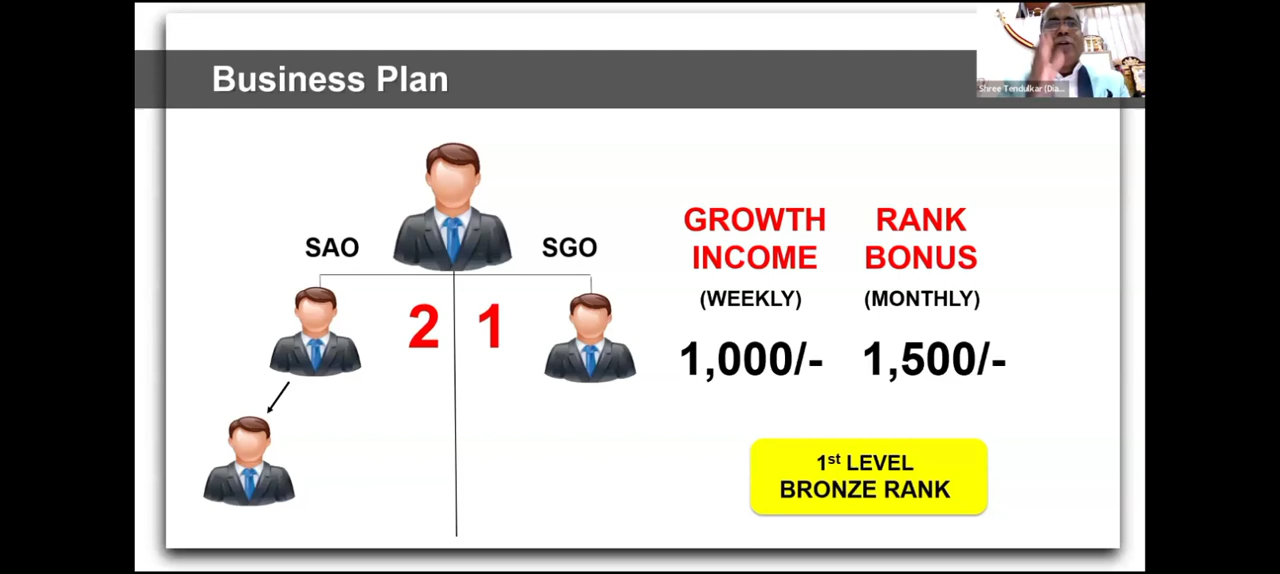 Business Plan
Shree Tendulkar (Dia...
SAO
SGO
2 1
GROWTH INCOME
(WEEKLY)
1,000/-
RANK BONUS
(MONTHLY)
1,500/-
1st LEVEL
BRONZE RANK